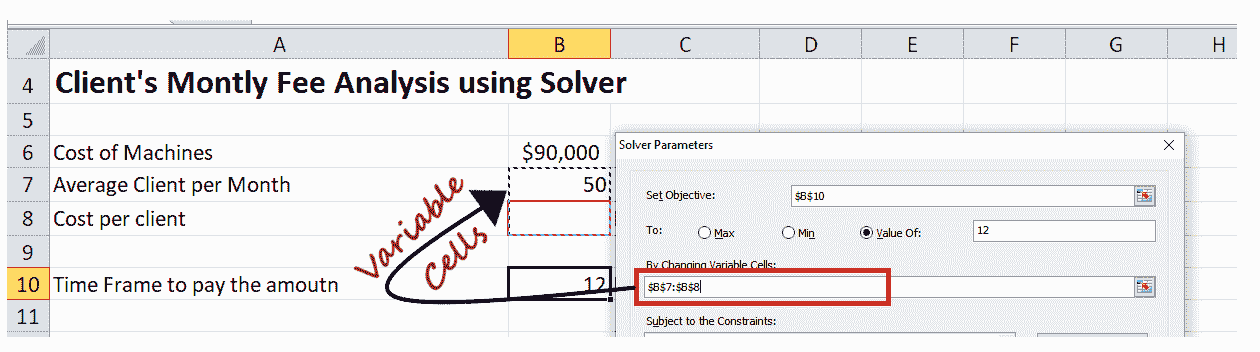 A B C D E F G H
4 Client's Montly Fee Analysis using Solver
5
6 Cost of Machines $90,000
7 Average Client per Month 50
8 Cost per client
9
10 Time Frame to pay the amoutn 12
11
Variable
Cells
Solver Parameters
Set Objective: $B$10
To: Max Min Value Of: 12
By Changing Variable Cells:
$B$7:$B$8
Subject to the Constraints: